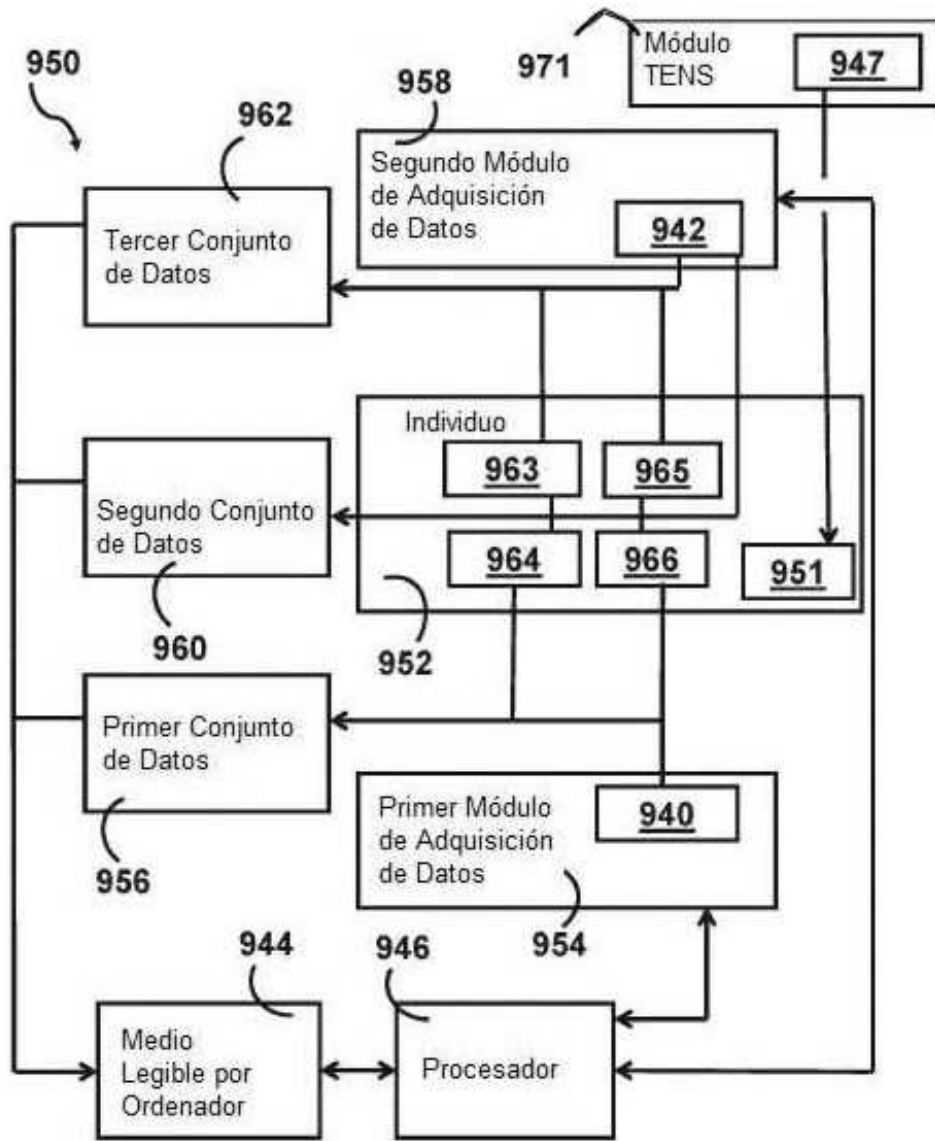 950
962
958
971
Módulo
TENS
947
Segundo Módulo
de Adquisición
de Datos
942
Tercer Conjunto
de Datos
Individuo
963
965
964
966
951
952
Segundo Conjunto
de Datos
960
Primer Conjunto
de Datos
956
Primer Módulo
de Adquisición
de Datos
940
954
944
946
Medio
Legible por
Ordenador
Procesador